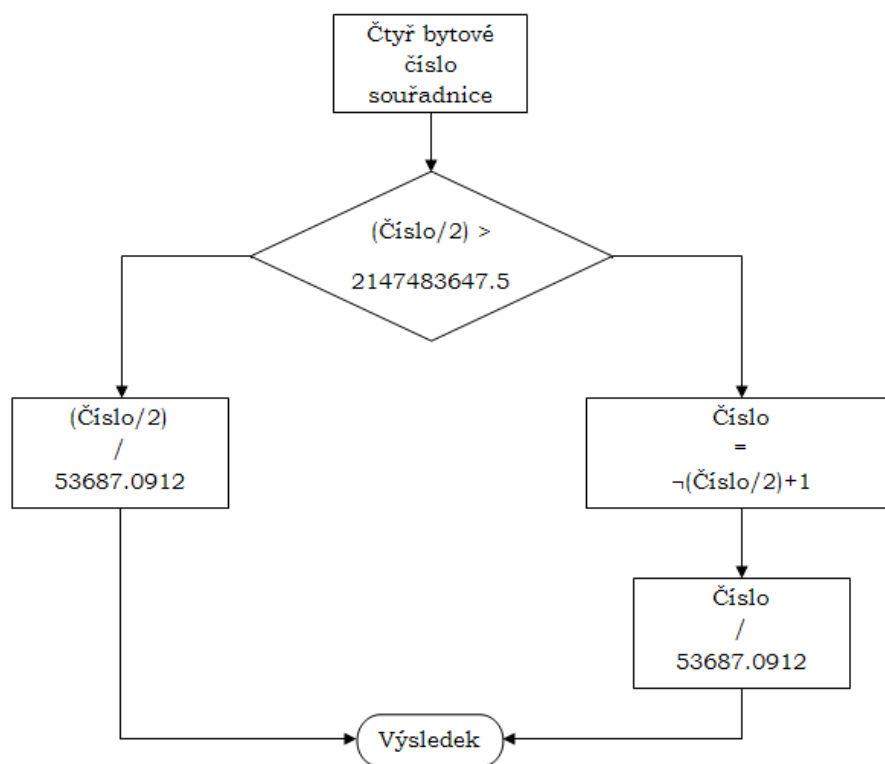 Čtyř bytové
číslo
souřadnice
(Číslo/2) >
2147483647.5
(Číslo/2)
/
53687.0912
Číslo
=
¬(Číslo/2)+1
Číslo
/
53687.0912
Výsledek